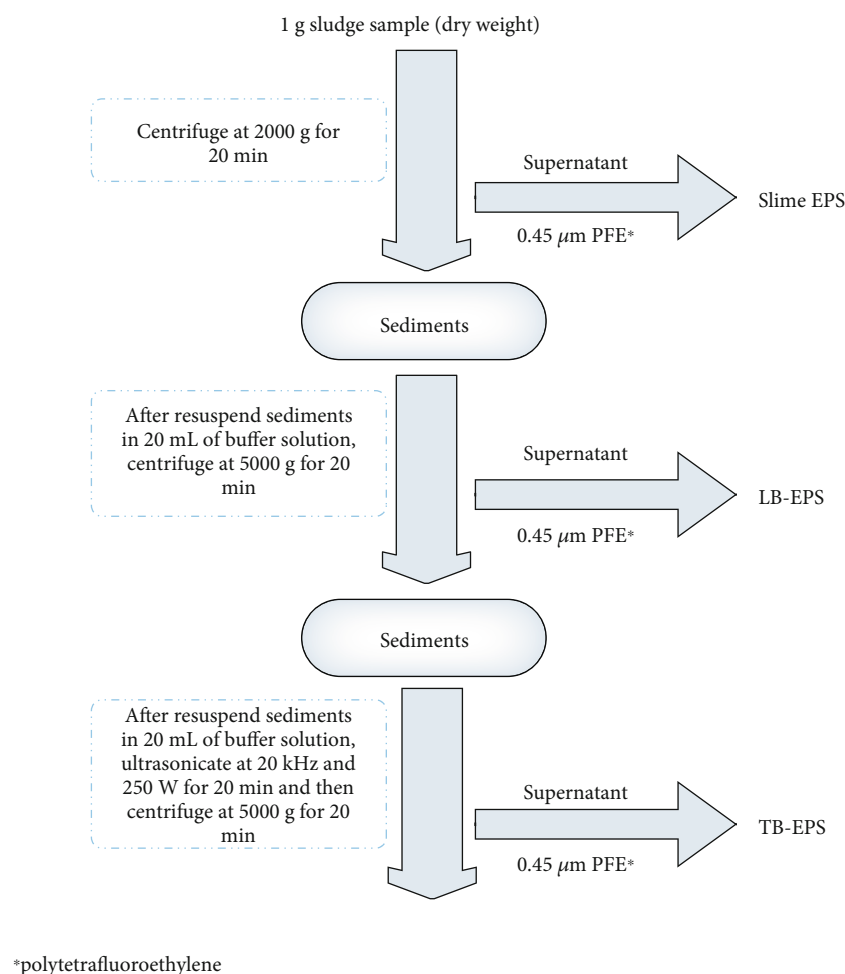 1 g sludge sample (dry weight)
Centrifuge at 2000 g for
20 min
Supernatant
0.45 μm PFE*
Slime EPS
Sediments
After resuspend sediments
in 20 mL of buffer solution,
centrifuge at 5000 g for 20
min
Supernatant
0.45 μm PFE*
LB-EPS
Sediments
After resuspend sediments
in 20 mL of buffer solution,
ultrasonicate at 20 kHz and
250 W for 20 min and then
centrifuge at 5000 g for 20
min
Supernatant
0.45 μm PFE*
TB-EPS
*polytetrafluoroethylene